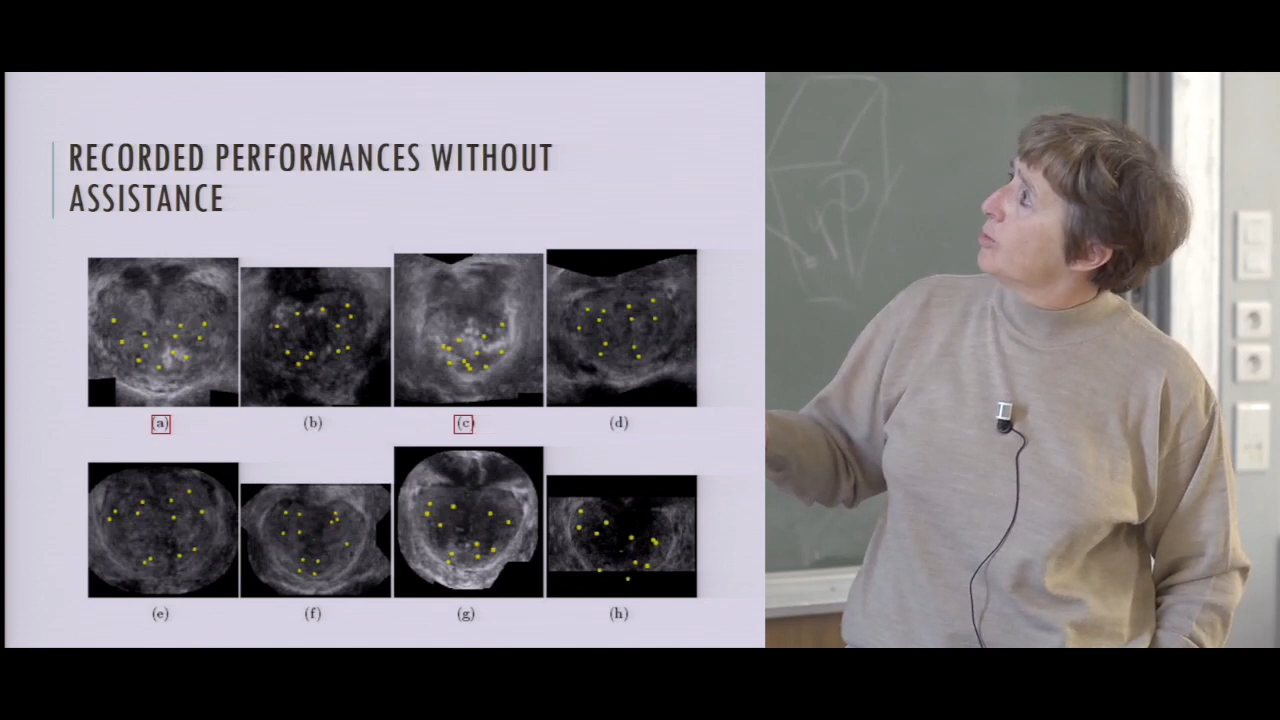 RECORDED PERFORMANCES WITHOUT
ASSISTANCE
(a) (b) (c) (d)
(e) (f) (g) (h)